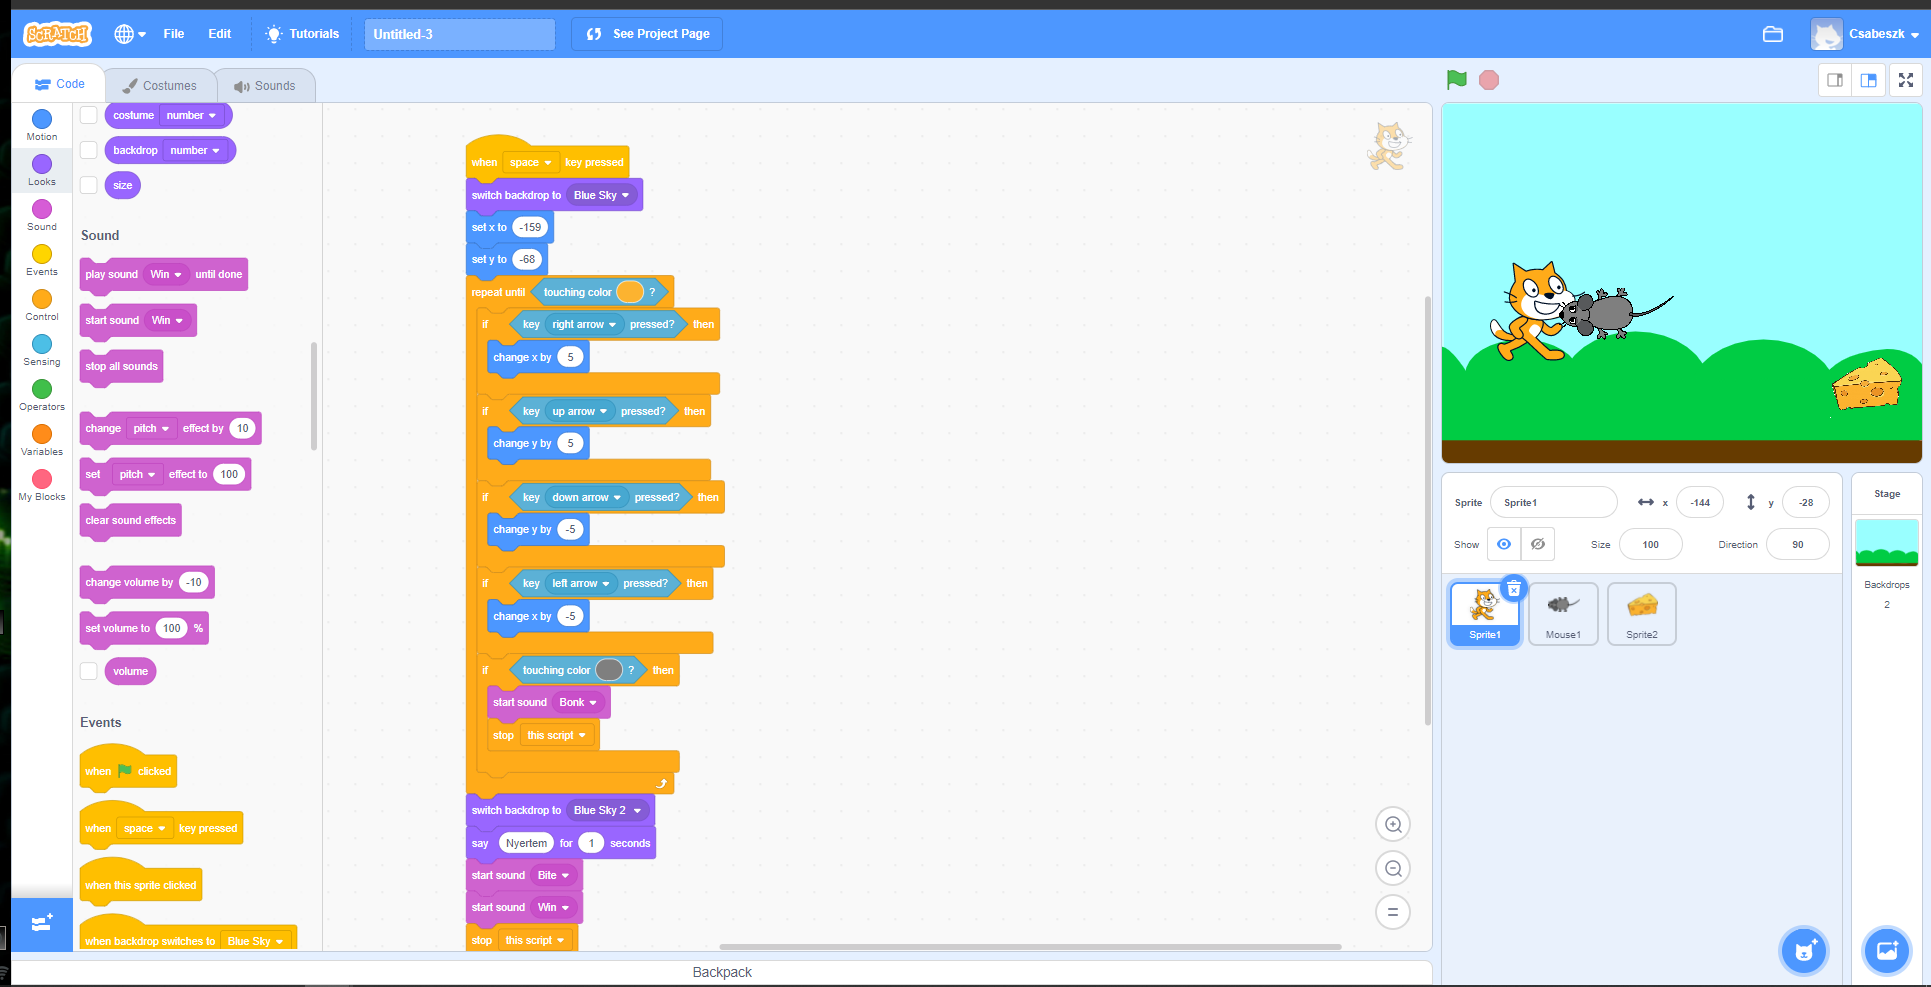 SCRATCH File Edit Tutorials Untitled-3 See Project Page Csabeszk
Code Costumes Sounds
Motion
Looks
Sound
Events
Control
Sensing
Operators
Variables
My Blocks
costume number
backdrop number
size
Sound
play sound Win until done
start sound Win
stop all sounds
change pitch effect by 10
set pitch effect to 100
clear sound effects
change volume by -10
set volume to 100 %
volume
Events
when clicked
when space key pressed
when this sprite clicked
when backdrop switches to Blue Sky
when space key pressed
switch backdrop to Blue Sky
set x to -159
set y to -68
repeat until touching color ?
if key right arrow pressed? then
change x by 5
if key up arrow pressed? then
change y by 5
if key down arrow pressed? then
change y by -5
if key left arrow pressed? then
change x by -5
if touching color ? then
start sound Bonk
stop this script
switch backdrop to Blue Sky 2
say Nyertem for 1 seconds
start sound Bite
start sound Win
stop this script
Backpack
Sprite Sprite1 x -144 y -28
Show Size 100 Direction 90
Sprite1 Mouse1 Sprite2
Stage
Backdrops
2